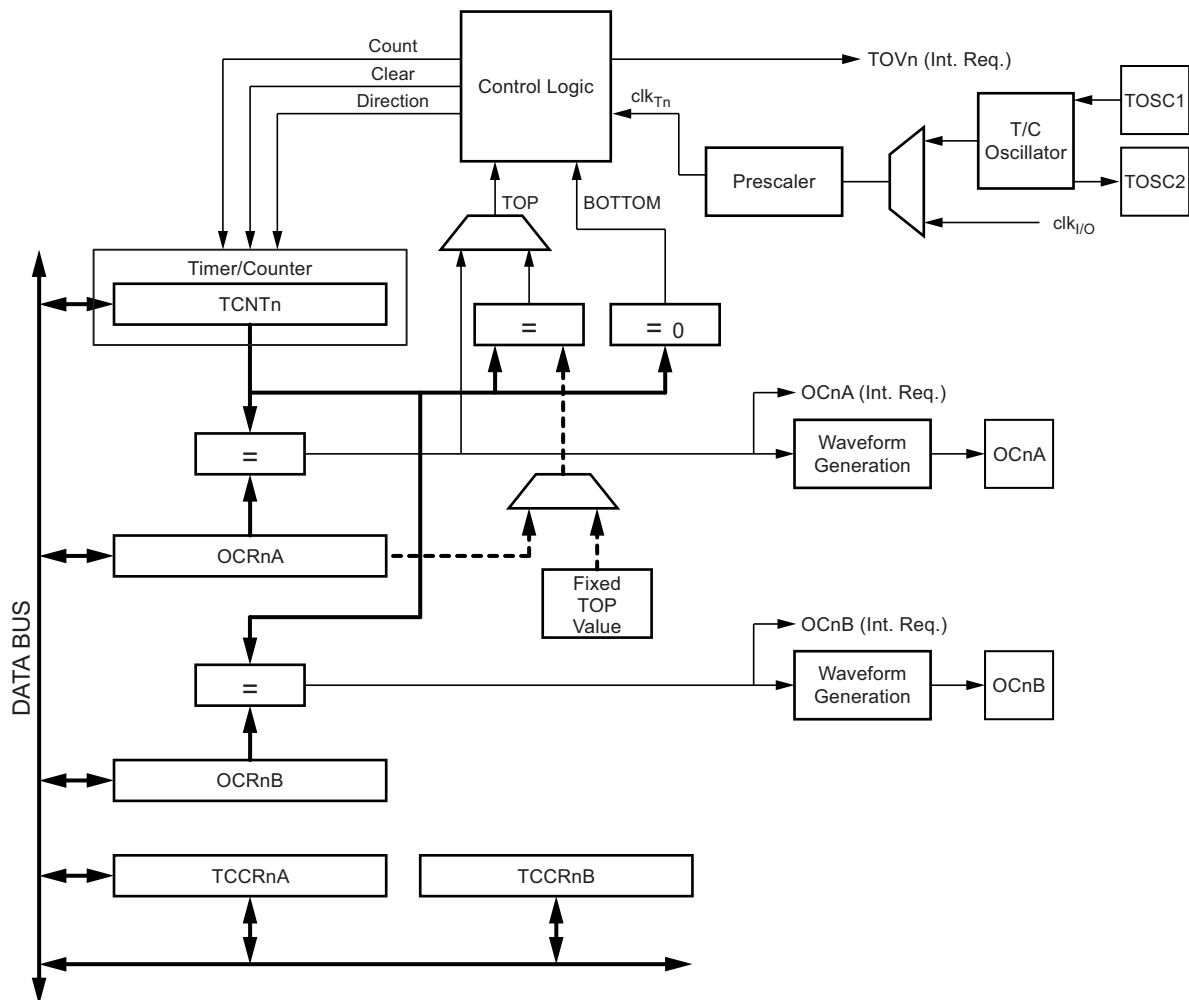 Count
Clear
Direction
Control Logic
TOVn (Int. Req.)
clkTn
TOSC1
T/C
Oscillator
TOSC2
Prescaler
clkI/O
TOP
BOTTOM
Timer/Counter
TCNTn
=
= 0
OCnA (Int. Req.)
=
Waveform
Generation
OCnA
OCRnA
Fixed
TOP
Value
DATA BUS
OCnB (Int. Req.)
=
Waveform
Generation
OCnB
OCRnB
TCCRnA
TCCRnB